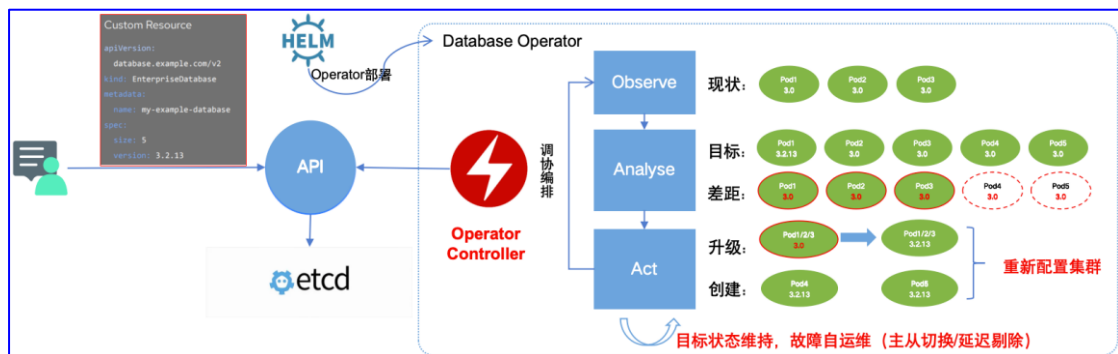 Custom Resource
apiVersion:
database.example.com/v2
kind: EnterpriseDatabase
metadata:
name: my-example-database
spec:
size: 5
version: 3.2.13
HELM
Operator部署
API
etcd
Database Operator
Operator
Controller
调协编排
Observe
Analyse
Act
现状：
Pod1
3.0
Pod2
3.0
Pod3
3.0
目标：
Pod1
3.2.13
Pod2
3.0
Pod3
3.0
Pod4
3.0
Pod5
3.0
差距：
Pod1
3.0
Pod2
3.0
Pod3
3.0
Pod4
3.0
Pod5
3.0
升级：
Pod1/2/3
3.0
Pod1/2/3
3.2.13
创建：
Pod4
3.2.13
Pod5
3.2.13
重新配置集群
目标状态维持，故障自运维（主从切换/延迟剔除）